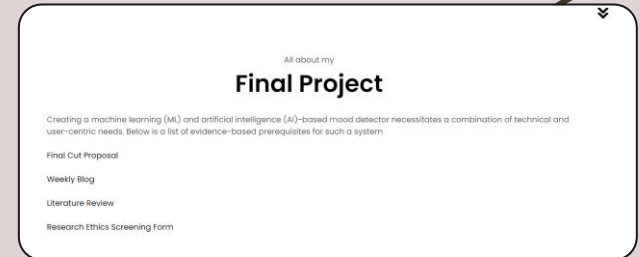 All about my
Final Project
Creating a machine learning (ML) and artificial intelligence (AI)-based mood detector necessitates a combination of technical and
user-centric needs. Below is a list of evidence-based prerequisites for such a system
Final Cut Proposal
Weekly Blog
Literature Review
Research Ethics Screening Form